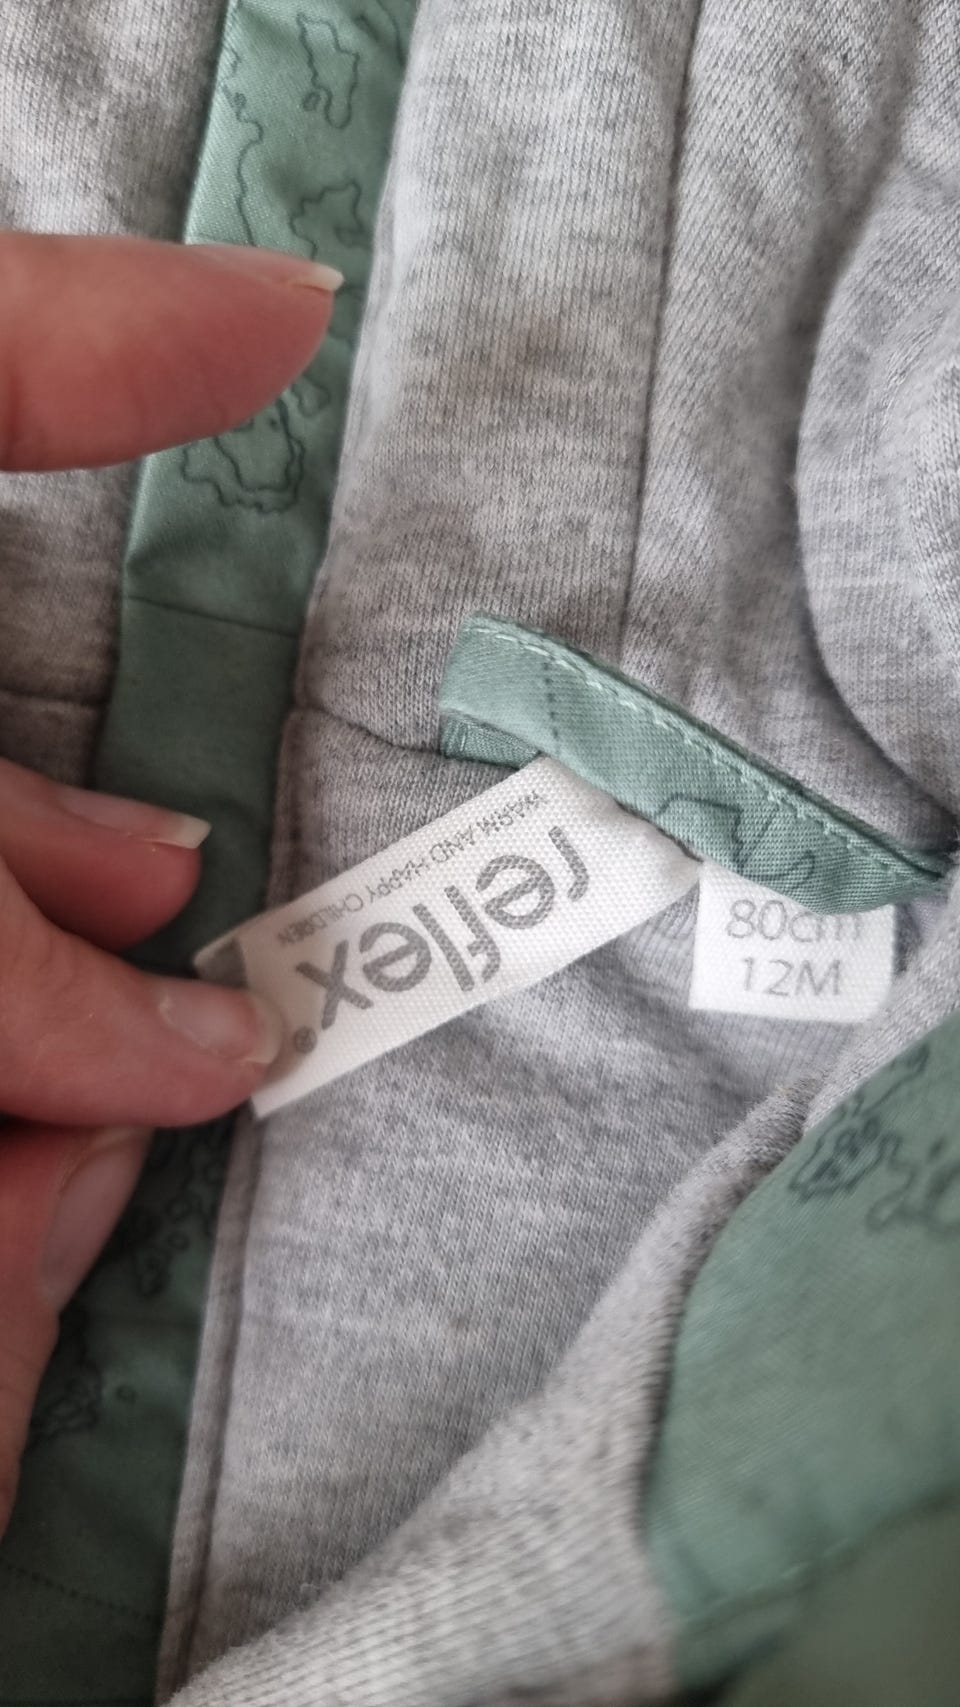 reflex®
WARM AND HAPPY CHILDREN
80cm
12M